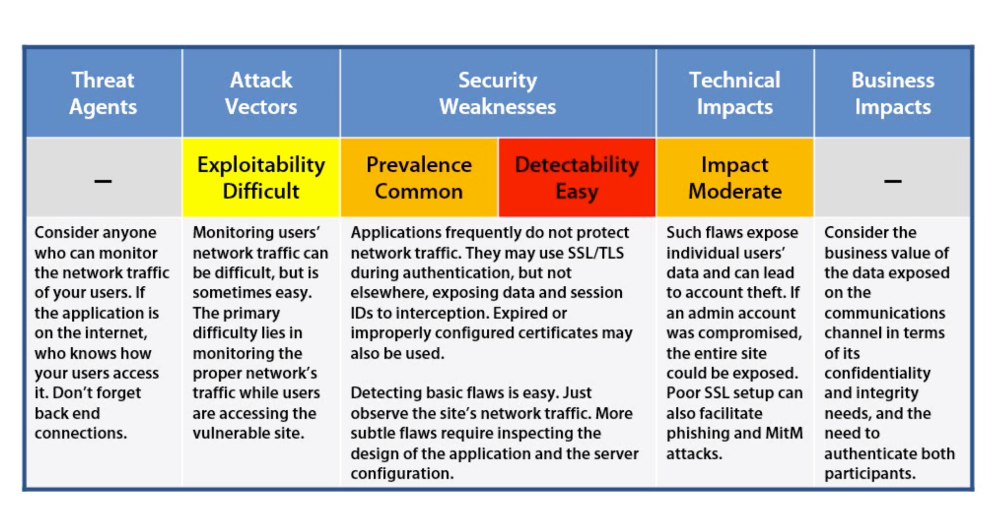 Threat
Agents
Attack
Vectors
Security
Weaknesses
Technical
Impacts
Business
Impacts
—
Exploitability
Difficult
Prevalence
Common
Detectability
Easy
Impact
Moderate
—
Consider anyone
who can monitor
the network traffic
of your users. If
the application is
on the internet,
who knows how
your users access
it. Don’t forget
back end
connections.
Monitoring users’
network traffic can
be difficult, but is
sometimes easy.
The primary
difficulty lies in
monitoring the
proper network’s
traffic while users
are accessing the
vulnerable site.
Applications frequently do not protect
network traffic. They may use SSL/TLS
during authentication, but not
elsewhere, exposing data and session
IDs to interception. Expired or
improperly configured certificates may
also be used.
Detecting basic flaws is easy. Just
observe the site’s network traffic. More
subtle flaws require inspecting the
design of the application and the server
configuration.
Such flaws expose
individual users’
data and can lead
to account theft. If
an admin account
was compromised,
the entire site
could be exposed.
Poor SSL setup can
also facilitate
phishing and MitM
attacks.
Consider the
business value of
the data exposed
on the
communications
channel in terms
of its
confidentiality
and integrity
needs, and the
need to
authenticate both
participants.